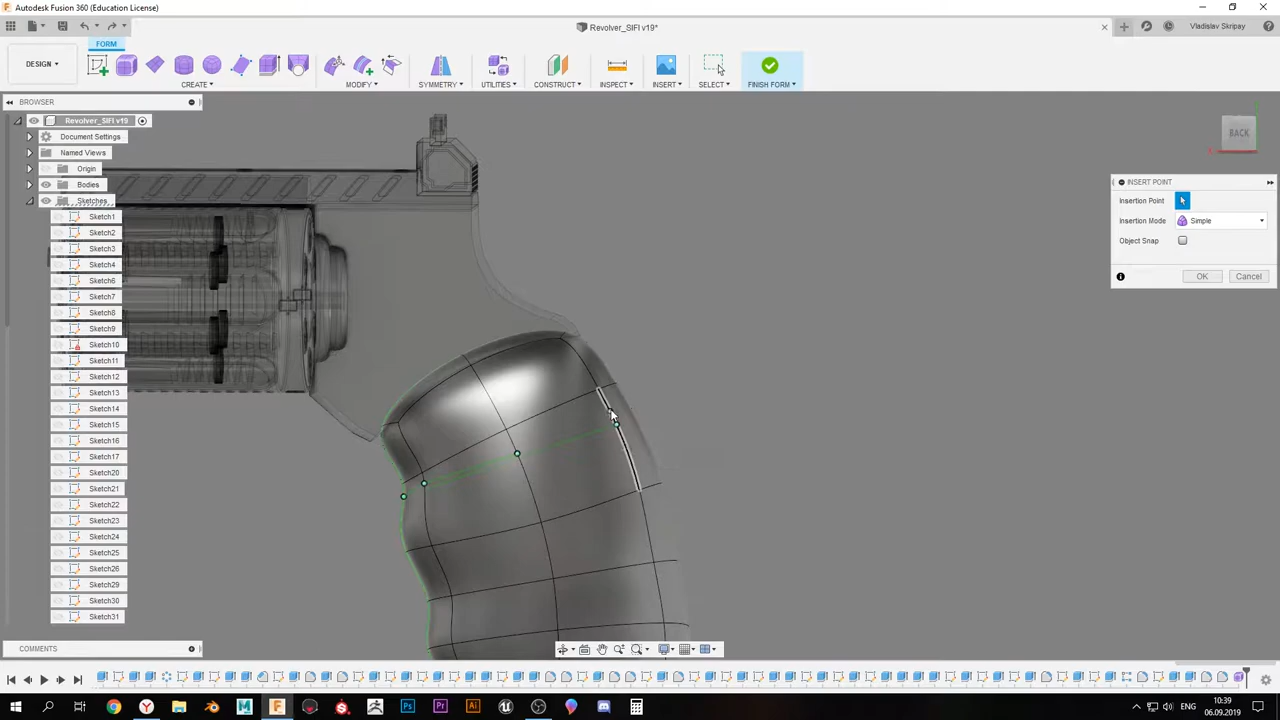 Autodesk Fusion 360 (Education License)
Revolver_SIFI v19*
Vladislav Skripay
FORM
DESIGN
CREATE
MODIFY
SYMMETRY
UTILITIES
CONSTRUCT
INSPECT
INSERT
SELECT
FINISH FORM
BROWSER
Revolver_SIFI v19
Document Settings
Named Views
Origin
Bodies
Sketches
Sketch1
Sketch2
Sketch3
Sketch4
Sketch6
Sketch7
Sketch8
Sketch9
Sketch10
Sketch11
Sketch12
Sketch13
Sketch14
Sketch15
Sketch16
Sketch17
Sketch20
Sketch21
Sketch22
Sketch23
Sketch24
Sketch25
Sketch26
Sketch29
Sketch30
Sketch31
BACK
INSERT POINT
Insertion Point
Insertion Mode Simple
Object Snap
OK Cancel
COMMENTS
10:39
06.09.2019